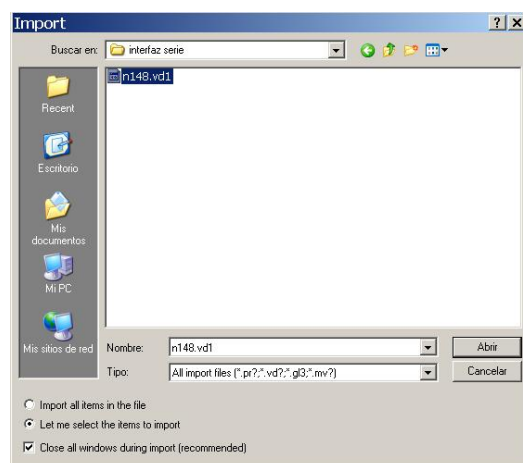 Import
Buscar en: interfaz serie
n148.vd1
Recent
Escritorio
Mis
documentos
Mi PC
Mis sitios de red
Nombre: n148.vd1 Abrir
Tipo: All import files (*.pr?;*.vd?;*.gl3;*.mv?) Cancelar
Import all items in the file
Let me select the items to import
Close all windows during import (recommended)